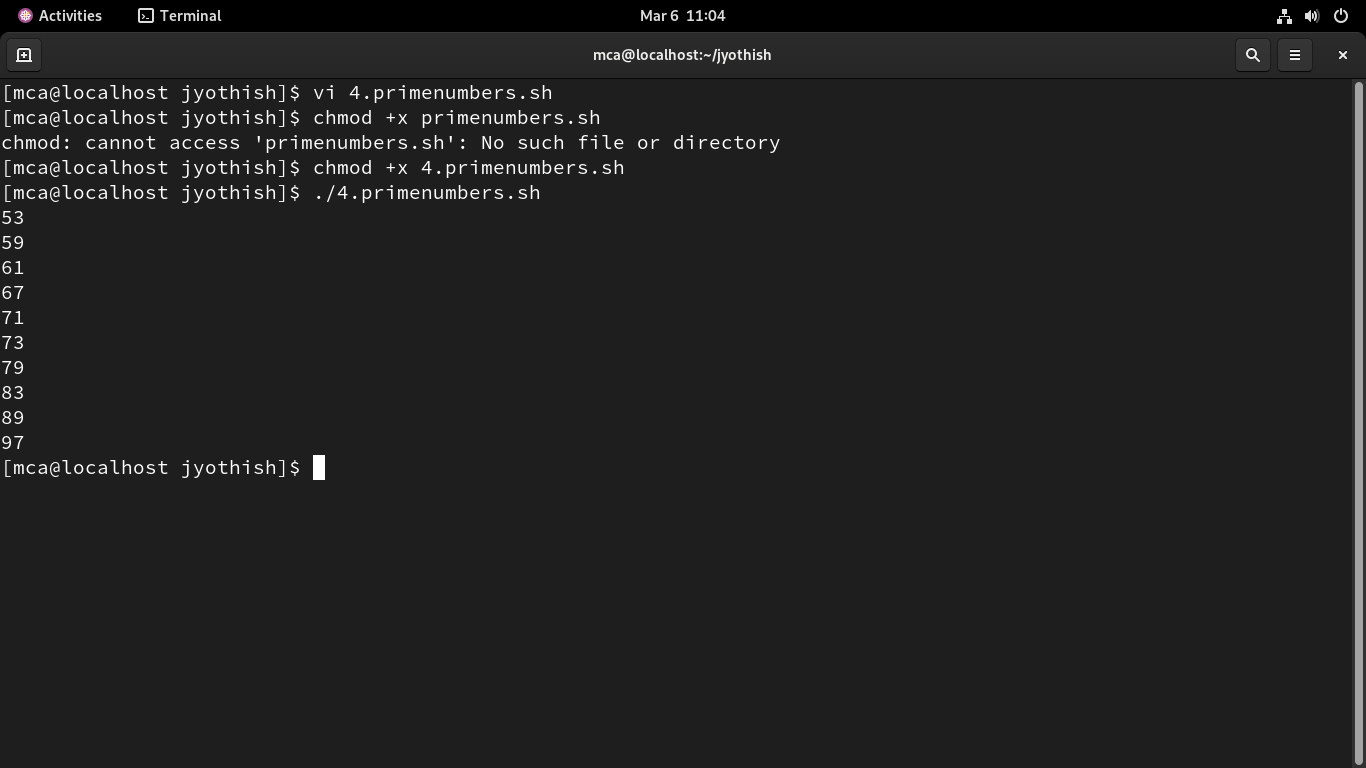 Activities Terminal Mar 6 11:04
mca@localhost:~/jyothish
[mca@localhost jyothish]$ vi 4.primenumbers.sh
[mca@localhost jyothish]$ chmod +x primenumbers.sh
chmod: cannot access 'primenumbers.sh': No such file or directory
[mca@localhost jyothish]$ chmod +x 4.primenumbers.sh
[mca@localhost jyothish]$ ./4.primenumbers.sh
53
59
61
67
71
73
79
83
89
97
[mca@localhost jyothish]$